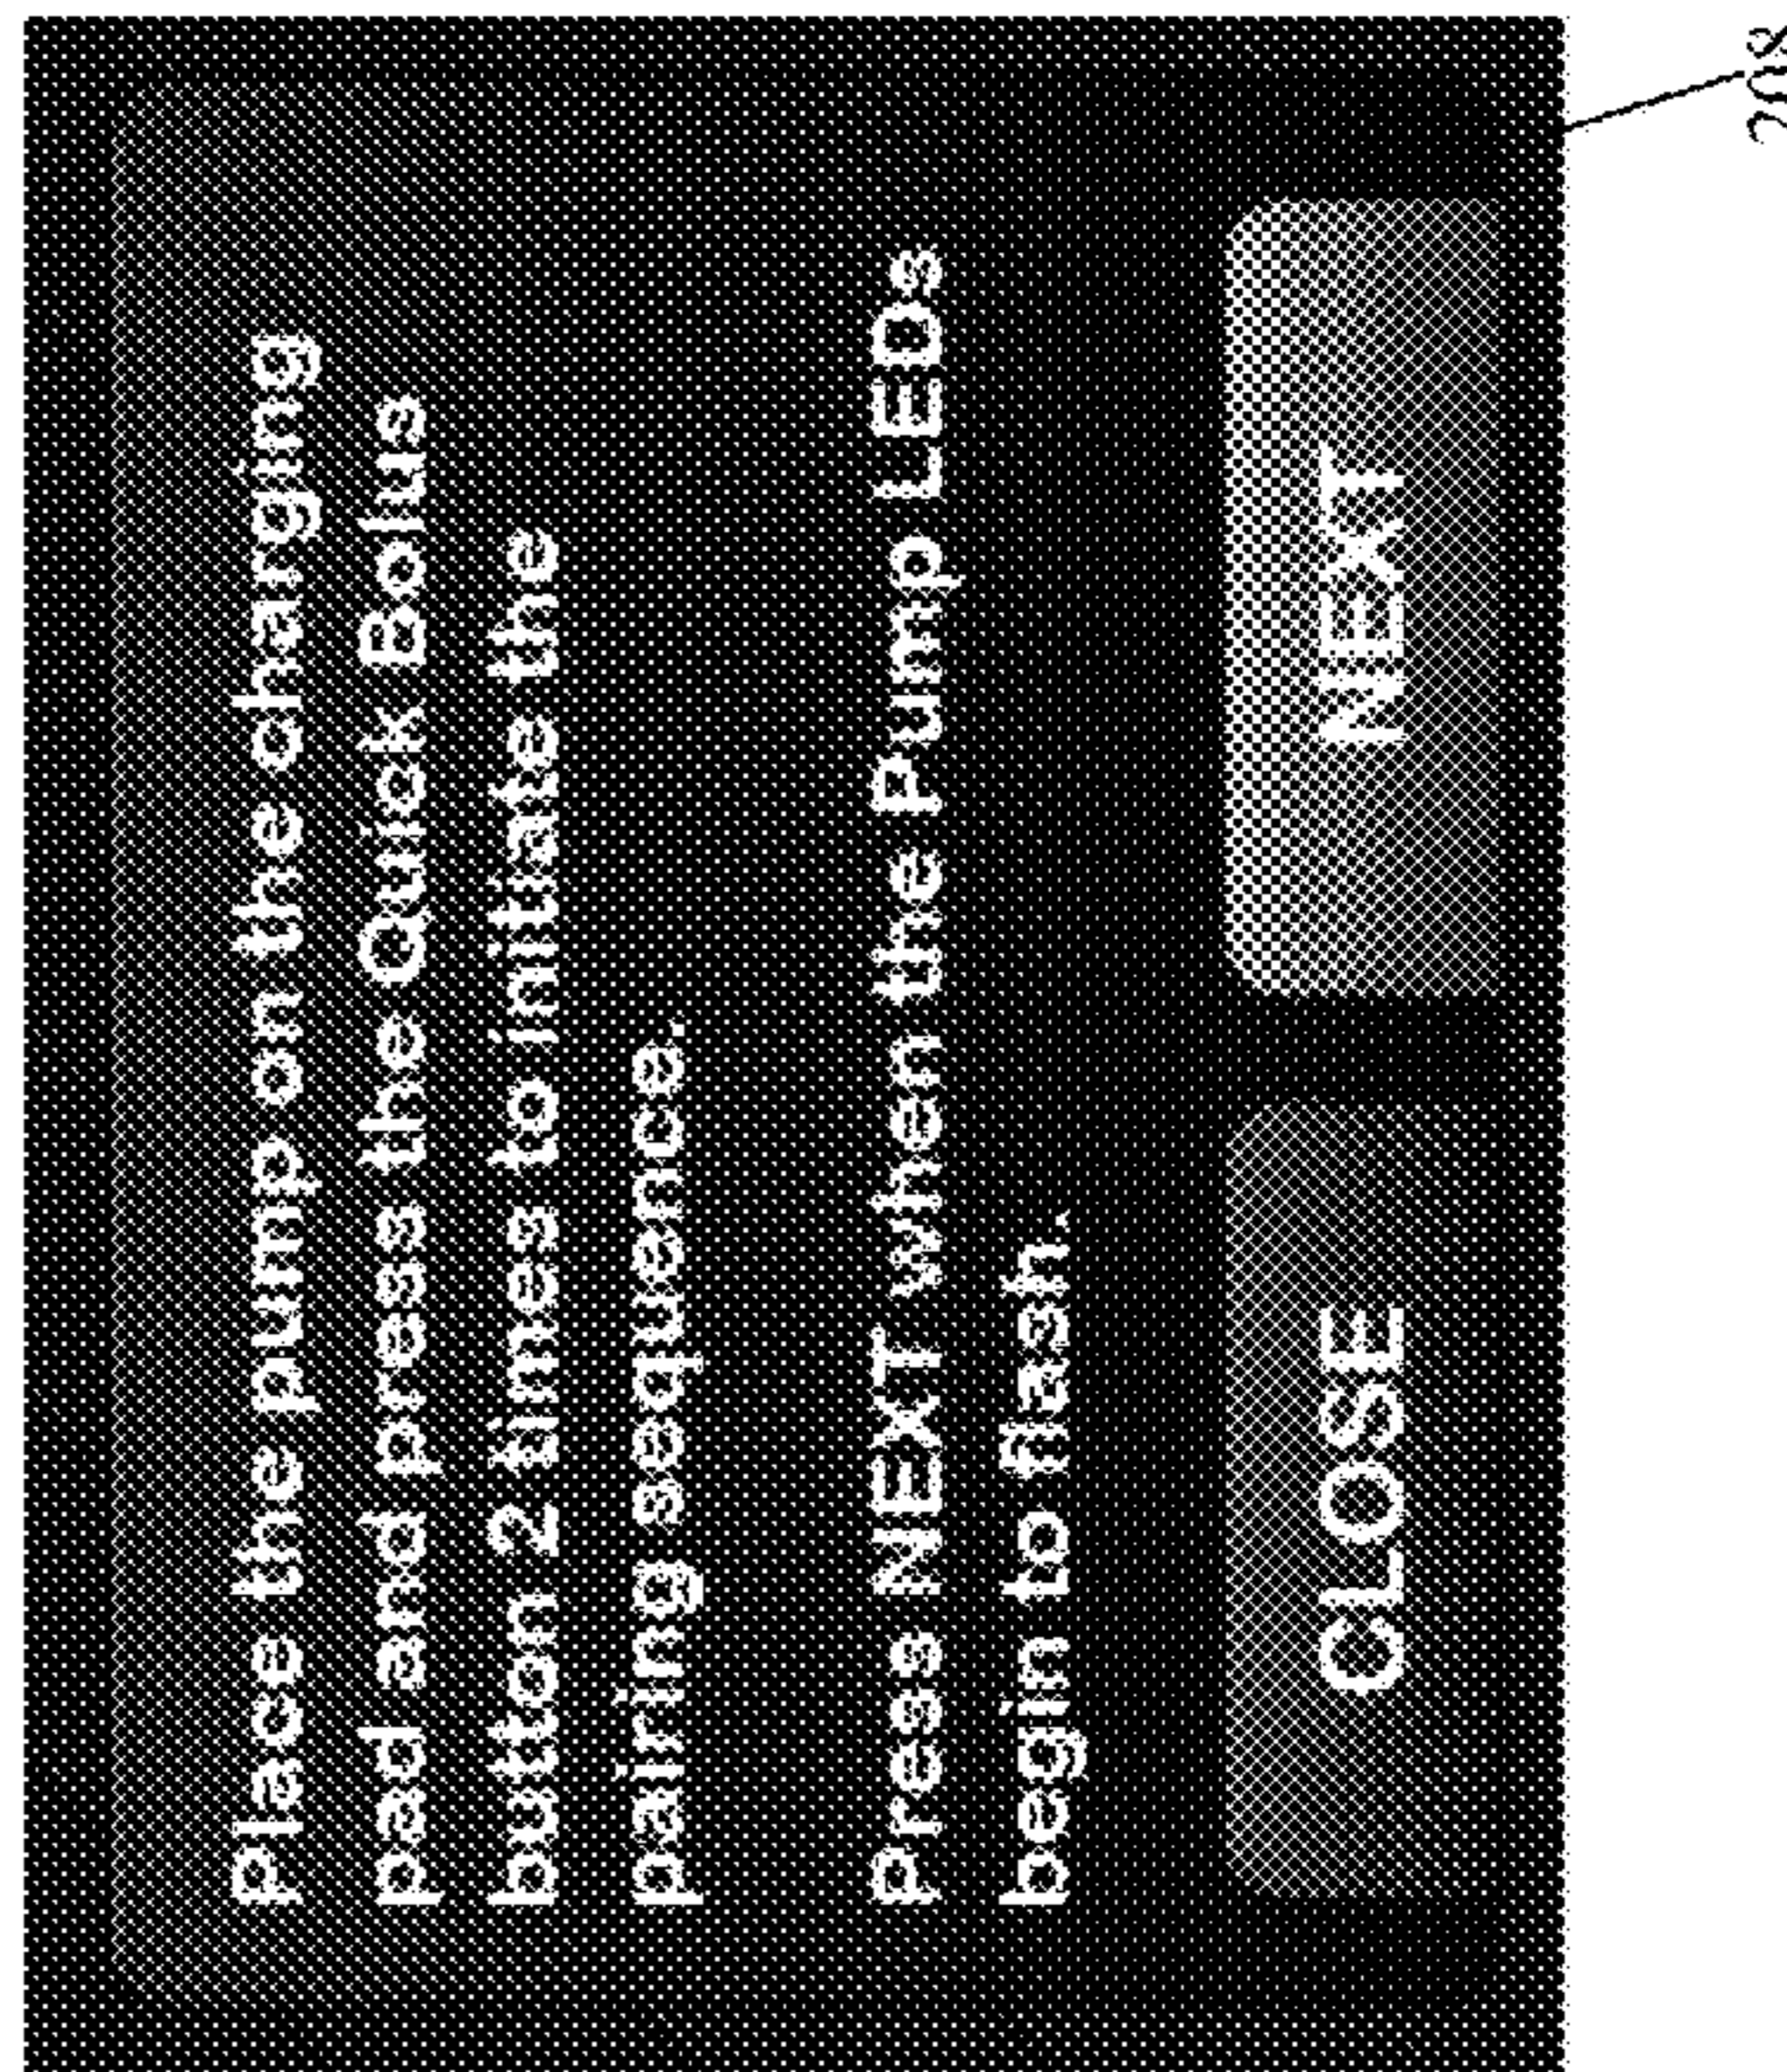 Place the pump on the charging
pad and press the Quick Bolus
button 2 times to initiate the
pairing sequence.
Press NEXT when the Pump LEDs
begin to flash.
CLOSE NEXT